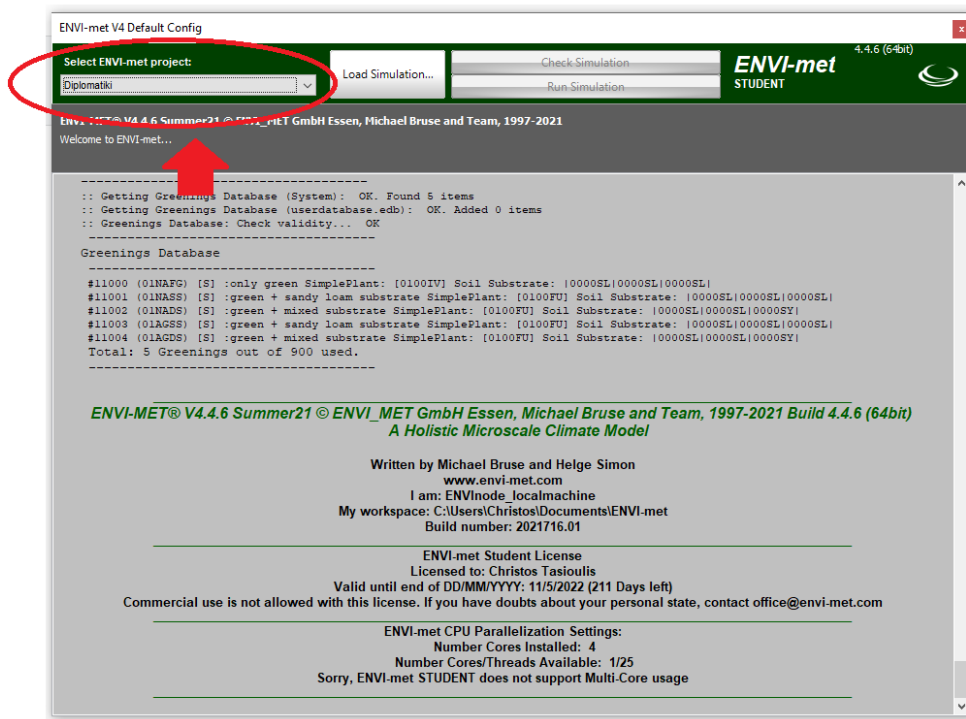 ENVI-met V4 Default Config
x
Select ENVI-met project:
Diplomatiki
Load Simulation...
Check Simulation
Run Simulation
4.4.6 (64bit)
ENVI-met
STUDENT
ENVI-MET® V4.4.6 Summer21 © ENVI_MET GmbH Essen, Michael Bruse and Team, 1997-2021
Welcome to ENVI-met...
------------------------------------
:: Getting Greenings Database (System): OK. Found 5 items
:: Getting Greenings Database (userdatabase.edb): OK. Added 0 items
:: Greenings Database: Check validity... OK
------------------------------------
Greenings Database
------------------------------------
#11000 (01NAFG) [S] :only green SimplePlant: [0100IV] Soil Substrate: |0000SL|0000SL|0000SL|
#11001 (01NASS) [S] :green + sandy loam substrate SimplePlant: [0100FU] Soil Substrate: |0000SL|0000SL|0000SL|
#11002 (01NADS) [S] :green + mixed substrate SimplePlant: [0100FU] Soil Substrate: |0000SL|0000SL|0000SY|
#11003 (01AGSS) [S] :green + sandy loam substrate SimplePlant: [0100FU] Soil Substrate: |0000SL|0000SL|0000SL|
#11004 (01AGDS) [S] :green + mixed substrate SimplePlant: [0100FU] Soil Substrate: |0000SL|0000SL|0000SY|
Total: 5 Greenings out of 900 used.
------------------------------------
ENVI-MET® V4.4.6 Summer21 © ENVI_MET GmbH Essen, Michael Bruse and Team, 1997-2021 Build 4.4.6 (64bit)
A Holistic Microscale Climate Model
Written by Michael Bruse and Helge Simon
www.envi-met.com
I am: ENVInode_localmachine
My workspace: C:\Users\Christos\Documents\ENVI-met
Build number: 2021716.01
ENVI-met Student License
Licensed to: Christos Tasioulis
Valid until end of DD/MM/YYYY: 11/5/2022 (211 Days left)
Commercial use is not allowed with this license. If you have doubts about your personal state, contact office@envi-met.com
ENVI-met CPU Parallelization Settings:
Number Cores Installed: 4
Number Cores/Threads Available: 1/25
Sorry, ENVI-met STUDENT does not support Multi-Core usage